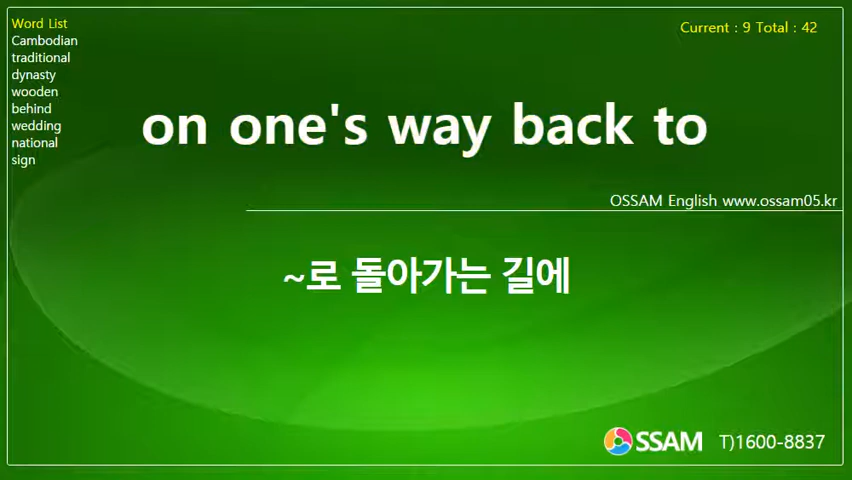 Word List
Cambodian
traditional
dynasty
wooden
behind
wedding
national
sign
Current : 9 Total : 42
on one's way back to
OSSAM English www.ossam05.kr
~로 돌아가는 길에
OSSAM T)1600-8837